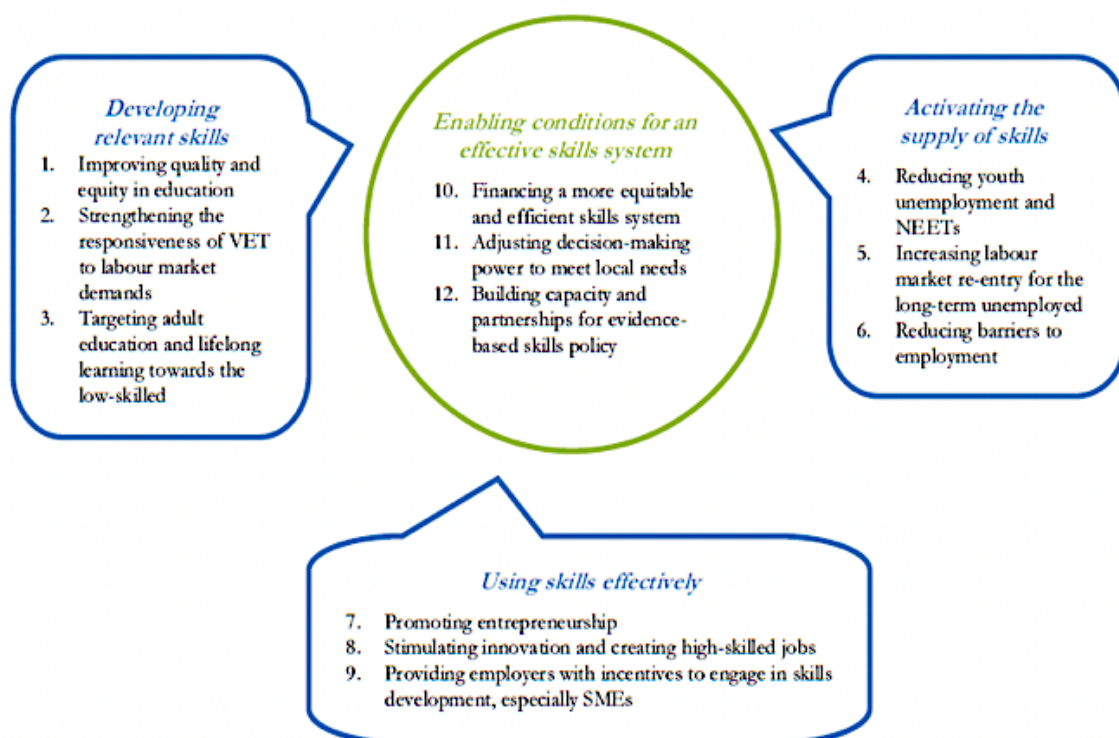 Developing
relevant skills
1. Improving quality and
equity in education
2. Strengthening the
responsiveness of VET
to labour market
demands
3. Targeting adult
education and lifelong
learning towards the
low-skilled
Enabling conditions for an
effective skills system
10. Financing a more equitable
and efficient skills system
11. Adjusting decision-making
power to meet local needs
12. Building capacity and
partnerships for evidence-
based skills policy
Activating the
supply of skills
4. Reducing youth
unemployment and
NEETs
5. Increasing labour
market re-entry for the
long-term unemployed
6. Reducing barriers to
employment
Using skills effectively
7. Promoting entrepreneurship
8. Stimulating innovation and creating high-skilled jobs
9. Providing employers with incentives to engage in skills
development, especially SMEs